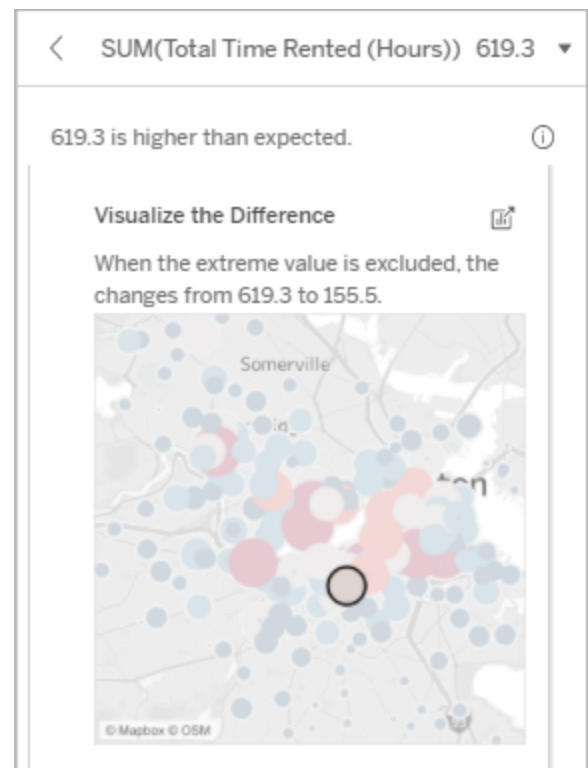 SUM(Total Time Rented (Hours)) 619.3
619.3 is higher than expected.
Visualize the Difference
When the extreme value is excluded, the
changes from 619.3 to 155.5.
Somerville
ton
© Mapbox © OSM